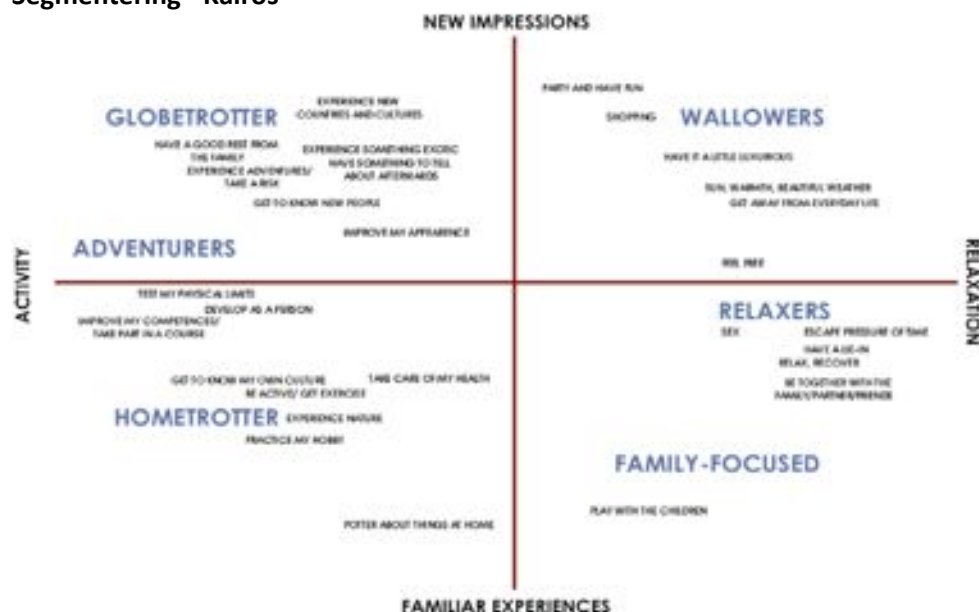 Segmentering - Kairos
NEW IMPRESSIONS
PARTY AND HAVE FUN
GLOBETROTTER
EXPERIENCE NEW
COUNTRIES AND CULTURES
SHOPPING
WALLOWERS
HAVE A GOOD REST FROM
THE FAMILY
EXPERIENCE SOMETHING EXOTIC
HAVE SOMETHING TO TELL
ABOUT AFTERWARDS
EXPERIENCE ADVENTURES/
TAKE A RISK
HAVE IT A LITTLE LUXURIOUS
SUN, WARMTH, BEAUTIFUL WEATHER
GET AWAY FROM EVERYDAY LIFE
GET TO KNOW NEW PEOPLE
IMPROVE MY APPEARENCE
ADVENTURERS
FEEL FREE
ACTIVITY
RELAXATION
TEST MY PHYSICAL LIMITS
DEVELOP AS A PERSON
IMPROVE MY COMPETENCES/
TAKE PART IN A COURSE
RELAXERS
SEX
ESCAPE PRESSURE OF TIME
HAVE A LIE-IN
RELAX, RECOVER
BE TOGETHER WITH THE
FAMILY/PARTNER/FRIENDS
GET TO KNOW MY OWN CULTURE
TAKE CARE OF MY HEALTH
BE ACTIVE/ GET EXERCISE
HOMETROTTER
EXPERIENCE NATURE
PRACTICE MY HOBBY
FAMILY-FOCUSED
PLAY WITH THE CHILDREN
POTTER ABOUT THINGS AT HOME
FAMILIAR EXPERIENCES